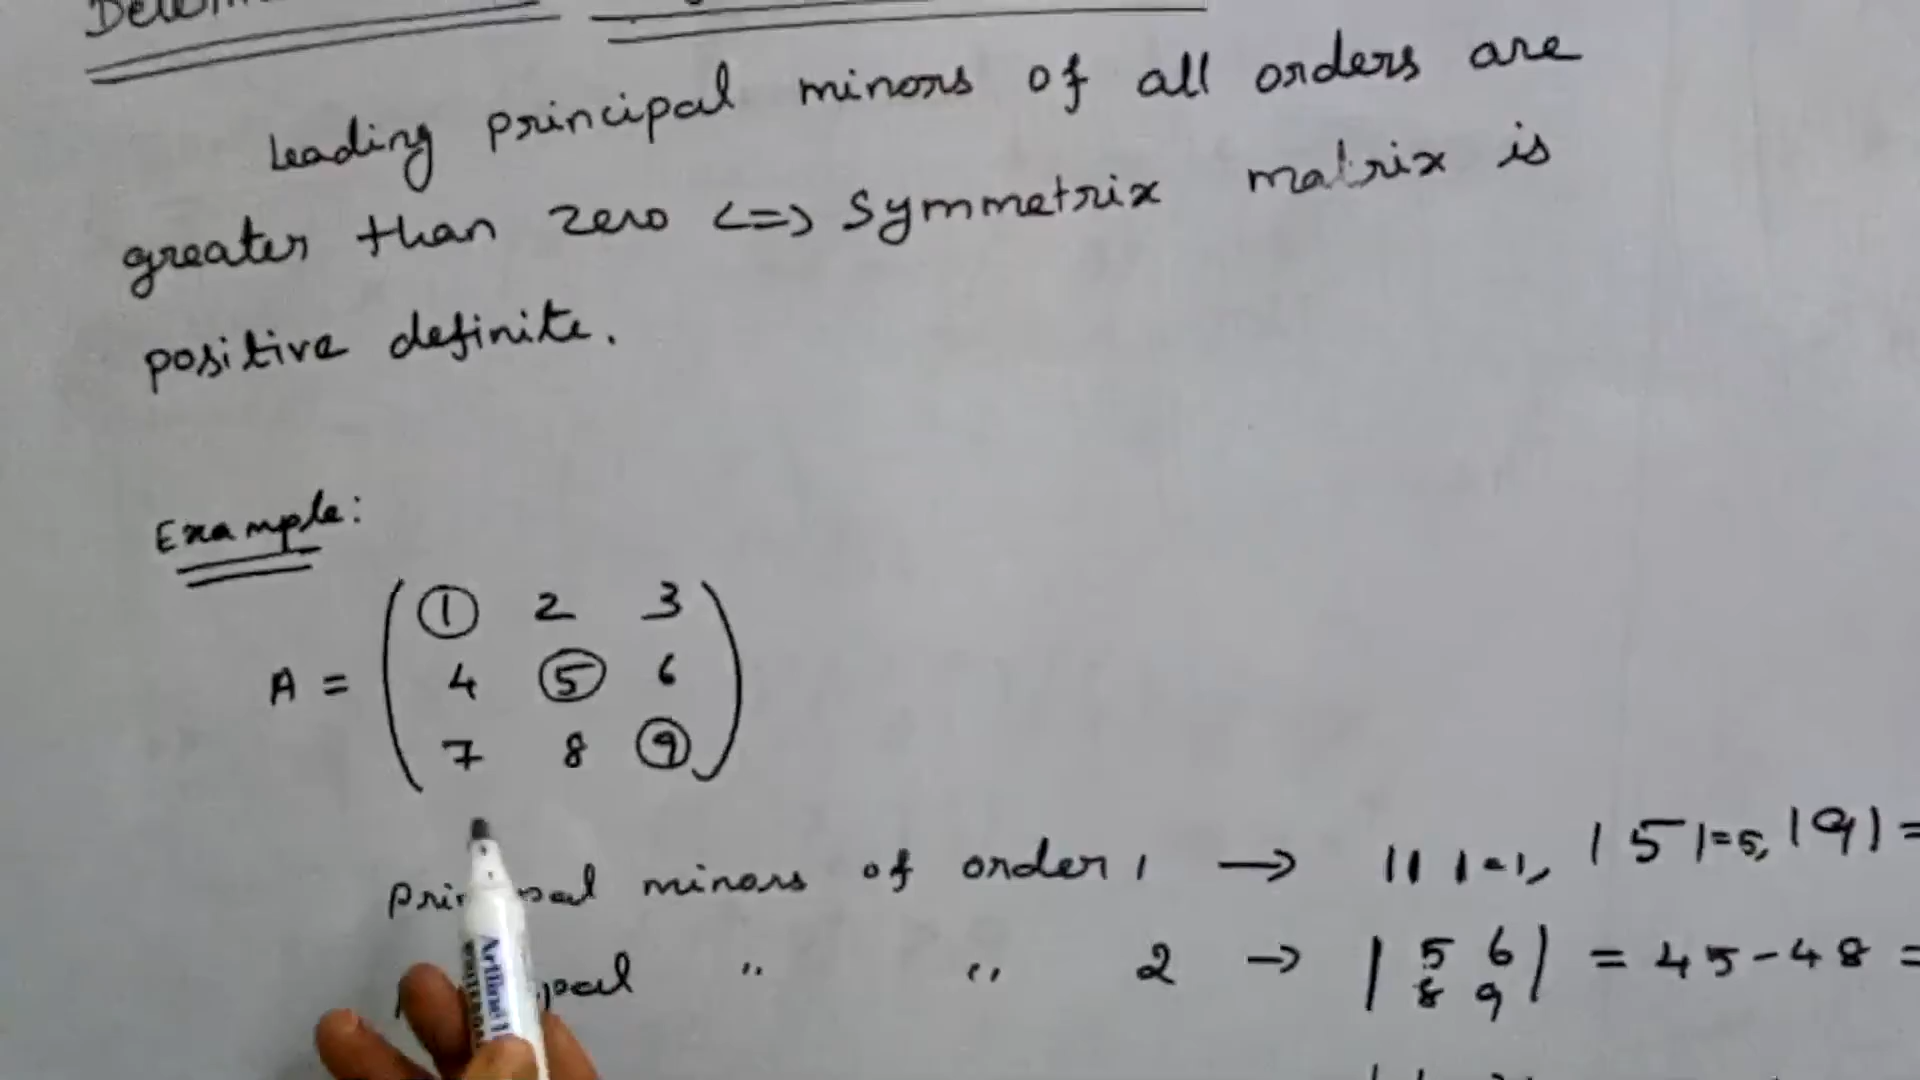 Leading principal minors of all orders are
greater than zero <=> Symmetrix matrix is
positive definite.
Example:
A = ( 1 2 3
4 5 6
7 8 9 )
minors of order 1 → |1|=1, |5|=5, |9|=
" " 2 → | 5 6
8 9 | = 45-48 =
Artline